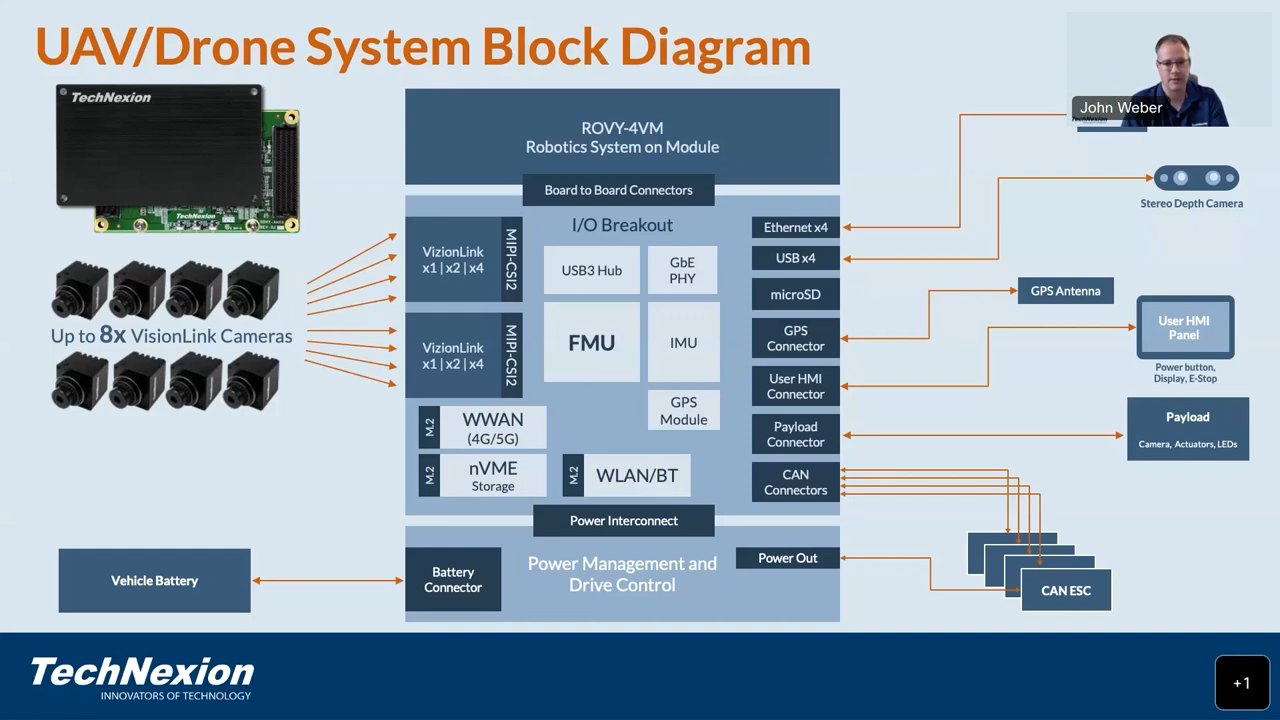 UAV/Drone System Block Diagram
John Weber
TechNexion
TechNexion
ROVY-4VM
Robotics System on Module
Board to Board Connectors
I/O Breakout
VizionLink
x1 | x2 | x4
MIPI-CSI2
VizionLink
x1 | x2 | x4
MIPI-CSI2
USB3 Hub
GbE
PHY
FMU
IMU
GPS
Module
M.2
WWAN
(4G/5G)
M.2
nVME
Storage
M.2
WLAN/BT
Ethernet x4
USB x4
microSD
GPS
Connector
User HMI
Connector
Payload
Connector
CAN
Connectors
Power Interconnect
Battery
Connector
Power Management and
Drive Control
Power Out
Up to 8x VisionLink Cameras
Vehicle Battery
TechNexion
Stereo Depth Camera
GPS Antenna
User HMI
Panel
Power button,
Display, E-Stop
Payload
Camera, Actuators, LEDs
CAN ESC
TechNexion
INNOVATORS OF TECHNOLOGY
+1